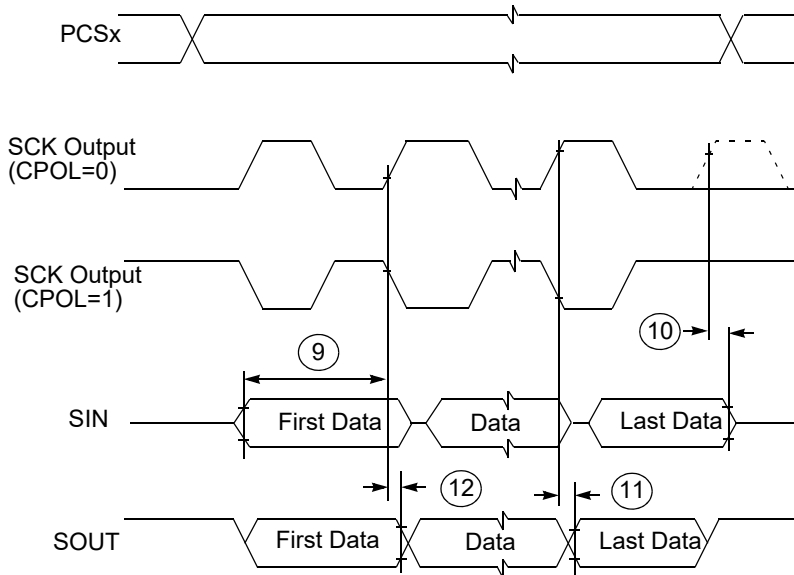 PCSx
SCK Output
(CPOL=0)
SCK Output
(CPOL=1)
10
9
SIN
First Data
Data
Last Data
12
11
SOUT
First Data
Data
Last Data